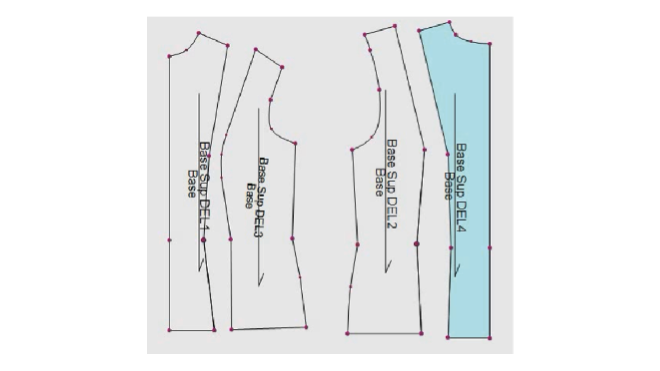 Base Sup DEL1
Base
Base Sup DEL3
Base
Base Sup DEL2
Base
Base Sup DEL4
Base